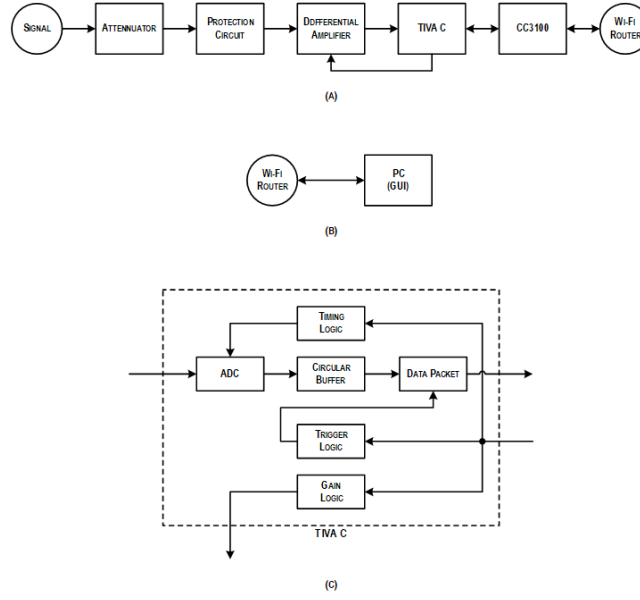 SIGNAL
ATTENUATOR
PROTECTION
CIRCUIT
DDIFFERENTIAL
AMPLIFIER
TIVA C
CC3100
WI-FI
ROUTER
(A)
WI-FI
ROUTER
PC
(GUI)
(B)
TIMING
LOGIC
ADC
CIRCULAR
BUFFER
DATA PACKET
TRIGGER
LOGIC
GAIN
LOGIC
TIVA C
(C)